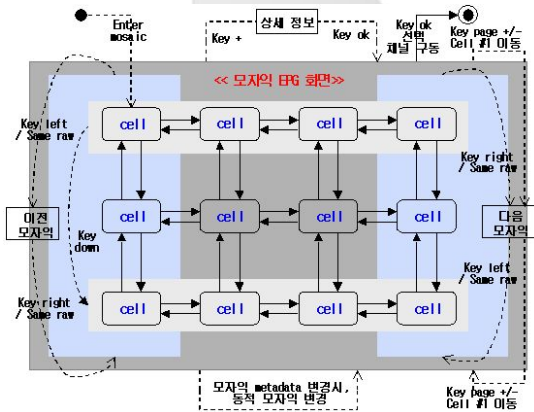 Enter
mosaic
상세 정보
Key +
Key ok
Key ok
선택
채널 구동
Key page +/-
Cell #1 이동
<< 모자익 EPG 화면>>
Key left
/ Same raw
cell
cell
cell
cell
Key right
/ Same raw
이전
모자익
Key
down
cell
cell
cell
cell
다음
모자익
Key right
/ Same raw
Key left
/ Same raw
cell
cell
cell
cell
모자익 metadata 변경시,
동적 모자익 변경
Key page +/-
Cell #1 이동